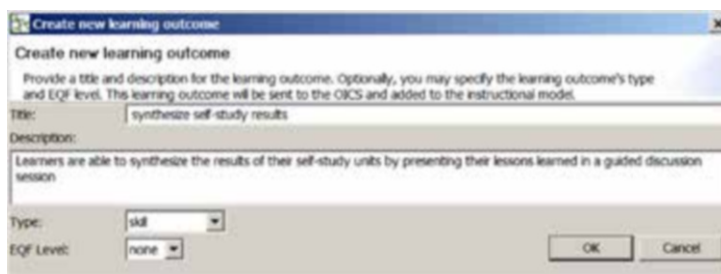 Create new learning outcome
Create new learning outcome
Provide a title and description for the learning outcome. Optionally, you may specify the learning outcome's type
and EQF level. This learning outcome will be sent to the OICS and added to the instructional model.
Title: synthesize self-study results
Description:
Learners are able to synthesize the results of their self-study units by presenting their lessons learned in a guided discussion
session
Type: skill
EQF Level: none OK Cancel